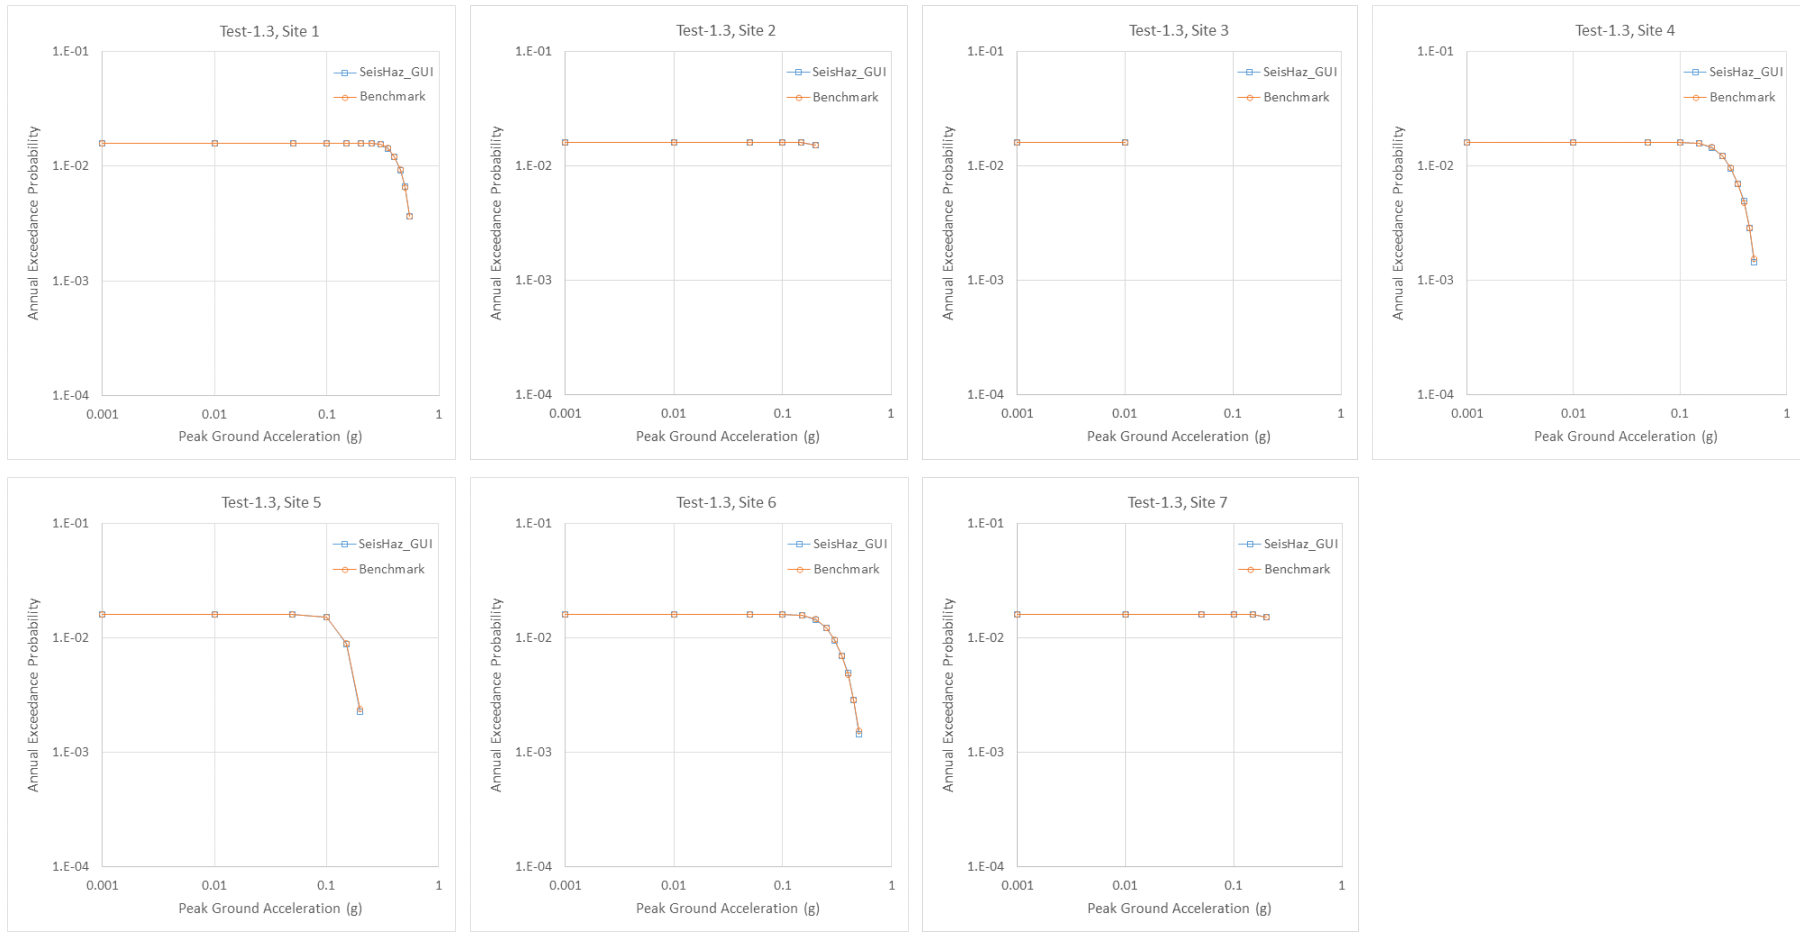 Test-1.3, Site 1
1.E-01
SeisHaz_GUI
Benchmark
1.E-02
Annual Exceedance Probability
1.E-03
1.E-04
0.001 0.01 0.1 1
Peak Ground Acceleration (g)
Test-1.3, Site 2
1.E-01
SeisHaz_GUI
Benchmark
1.E-02
Annual Exceedance Probability
1.E-03
1.E-04
0.001 0.01 0.1 1
Peak Ground Acceleration (g)
Test-1.3, Site 3
1.E-01
SeisHaz_GUI
Benchmark
1.E-02
Annual Exceedance Probability
1.E-03
1.E-04
0.001 0.01 0.1 1
Peak Ground Acceleration (g)
Test-1.3, Site 4
1.E-01
SeisHaz_GUI
Benchmark
1.E-02
Annual Exceedance Probability
1.E-03
1.E-04
0.001 0.01 0.1 1
Peak Ground Acceleration (g)
Test-1.3, Site 5
1.E-01
SeisHaz_GUI
Benchmark
1.E-02
Annual Exceedance Probability
1.E-03
1.E-04
0.001 0.01 0.1 1
Peak Ground Acceleration (g)
Test-1.3, Site 6
1.E-01
SeisHaz_GUI
Benchmark
1.E-02
Annual Exceedance Probability
1.E-03
1.E-04
0.001 0.01 0.1 1
Peak Ground Acceleration (g)
Test-1.3, Site 7
1.E-01
SeisHaz_GUI
Benchmark
1.E-02
Annual Exceedance Probability
1.E-03
1.E-04
0.001 0.01 0.1 1
Peak Ground Acceleration (g)